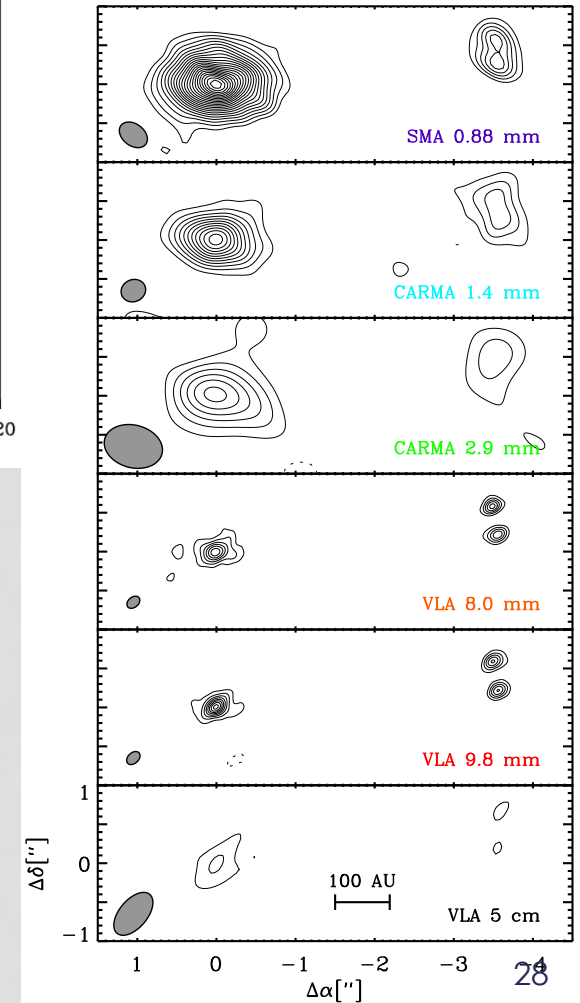 SMA 0.88 mm
CARMA 1.4 mm
20
CARMA 2.9 mm
VLA 8.0 mm
VLA 9.8 mm
1
0
−1
Δδ["]
100 AU
VLA 5 cm
1 0 −1 −2 −3 −4
Δα["]
28